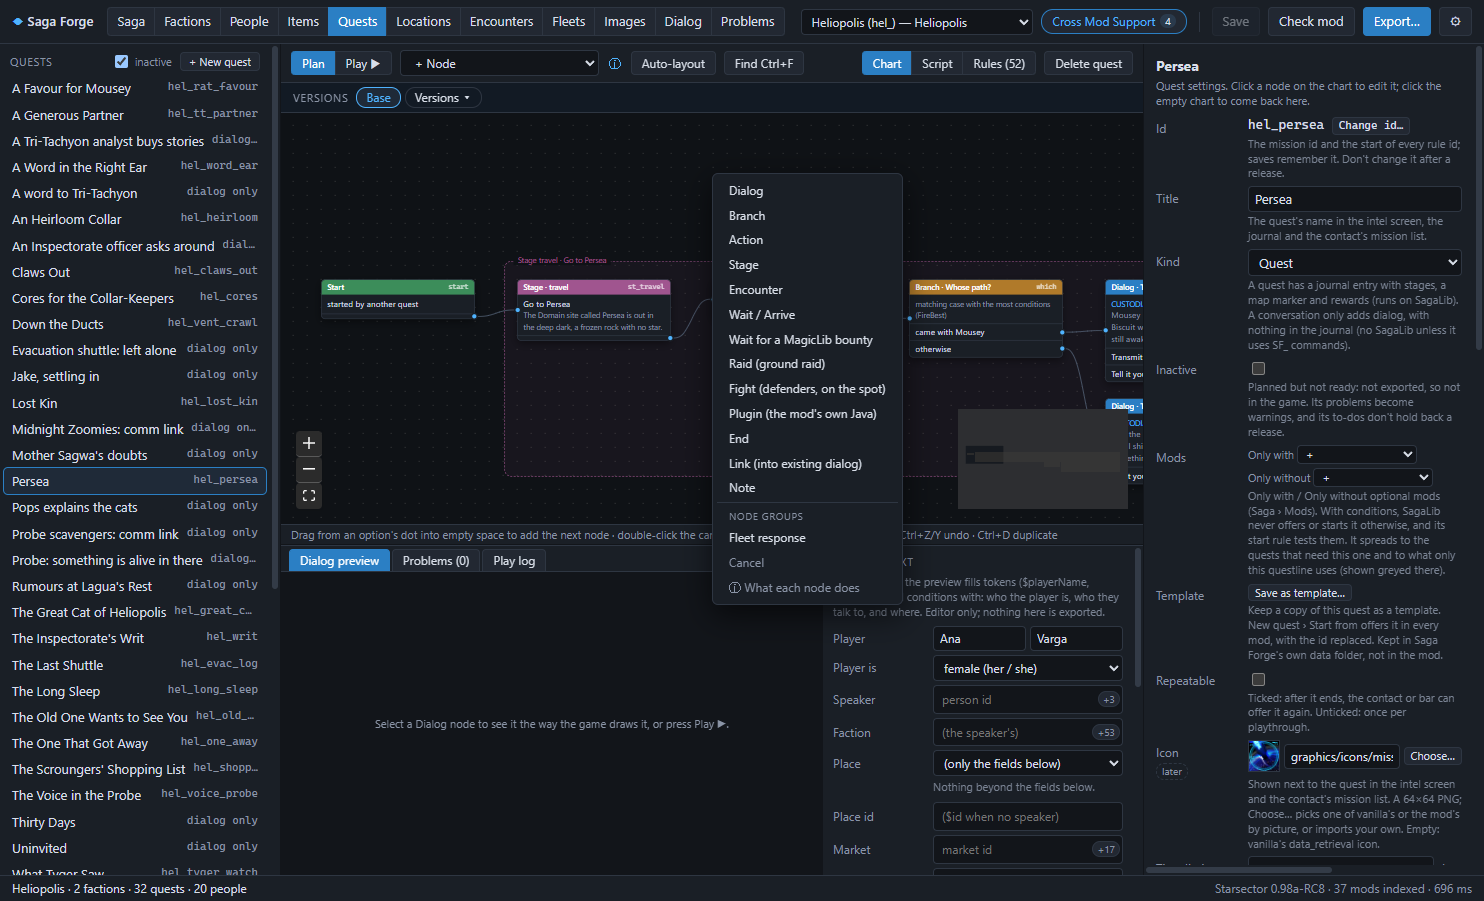 Saga Forge
Saga
Factions
People
Items
Quests
Locations
Encounters
Fleets
Images
Dialog
Problems
Heliopolis (hel_) — Heliopolis
Cross Mod Support 4
Save
Check mod
Export...
QUESTS
inactive
+ New quest
A Favour for Mousey hel_rat_favour
A Generous Partner hel_tt_partner
A Tri-Tachyon analyst buys stories dialog...
A Word in the Right Ear hel_word_ear
A word to Tri-Tachyon dialog only
An Heirloom Collar hel_heirloom
An Inspectorate officer asks around dial...
Claws Out hel_claws_out
Cores for the Collar-Keepers hel_cores
Down the Ducts hel_vent_crawl
Evacuation shuttle: left alone dialog only
Jake, settling in dialog only
Lost Kin hel_lost_kin
Midnight Zoomies: comm link dialog on...
Mother Sagwa's doubts dialog only
Persea hel_persea
Pops explains the cats dialog only
Probe scavengers: comm link dialog only
Probe: something is alive in there dialog...
Rumours at Lagua's Rest dialog only
The Great Cat of Heliopolis hel_great_c...
The Inspectorate's Writ hel_writ
The Last Shuttle hel_evac_log
The Long Sleep hel_long_sleep
The Old One Wants to See You hel_old_...
The One That Got Away hel_one_away
The Scroungers' Shopping List hel_shopp...
The Voice in the Probe hel_voice_probe
Thirty Days dialog only
Uninvited dialog only
What Tyger Saw hel_tyger_watch
Plan
Play ▶
+ Node
Auto-layout
Find Ctrl+F
Chart
Script
Rules (52)
Delete quest
VERSIONS
Base
Versions
Start start
started by another quest
Stage travel · Go to Persea
Stage · travel st_travel
Go to Persea
The Domain site called Persea is out in
the deep dark, a frozen rock with no star.
Branch · Whose path? which
matching case with the most conditions
(FireBest)
came with Mousey
otherwise
Dialog · T
CUSTOD
Mousey
Biscuit w
still awak
Transmit
Tell it you
Dialog · T
Dialog
Branch
Action
Stage
Encounter
Wait / Arrive
Wait for a MagicLib bounty
Raid (ground raid)
Fight (defenders, on the spot)
Plugin (the mod's own Java)
End
Link (into existing dialog)
Note
NODE GROUPS
Fleet response
Cancel
ⓘ What each node does
Drag from an option's dot into empty space to add the next node · double-click the car
Ctrl+Z/Y undo · Ctrl+D duplicate
Dialog preview
Problems (0)
Play log
Select a Dialog node to see it the way the game draws it, or press Play ▶.
the preview fills tokens ($playerName,
conditions with: who the player is, who they
talk to, and where. Editor only; nothing here is exported.
Player Ana Varga
Player is female (her / she)
Speaker person id +3
Faction (the speaker's) +53
Place (only the fields below)
Nothing beyond the fields below.
Place id ($id when no speaker)
Market market id +17
Persea
Quest settings. Click a node on the chart to edit it; click the
empty chart to come back here.
Id hel_persea Change id...
The mission id and the start of every rule id;
saves remember it. Don't change it after a
release.
Title Persea
The quest's name in the intel screen, the
journal and the contact's mission list.
Kind Quest
A quest has a journal entry with stages, a
map marker and rewards (runs on SagaLib).
A conversation only adds dialog, with
nothing in the journal (no SagaLib unless it
uses SF_ commands).
Inactive
Planned but not ready: not exported, so not
in the game. Its problems become
warnings, and its to-dos don't hold back a
release.
Mods Only with +
Only without +
Only with / Only without optional mods
(Saga › Mods). With conditions, SagaLib
never offers or starts it otherwise, and its
start rule tests them. It spreads to the
quests that need this one and to what only
this questline uses (shown greyed there).
Template Save as template...
Keep a copy of this quest as a template.
New quest › Start from offers it in every
mod, with the id replaced. Kept in Saga
Forge's own data folder, not in the mod.
Repeatable
Ticked: after it ends, the contact or bar can
offer it again. Unticked: once per
playthrough.
Icon graphics/icons/mis Choose...
later
Shown next to the quest in the intel screen
and the contact's mission list. A 64×64 PNG;
Choose... picks one of vanilla's or the mod's
by picture, or imports your own. Empty:
vanilla's data_retrieval icon.
Heliopolis · 2 factions · 32 quests · 20 people
Starsector 0.98a-RC8 · 37 mods indexed · 696 ms